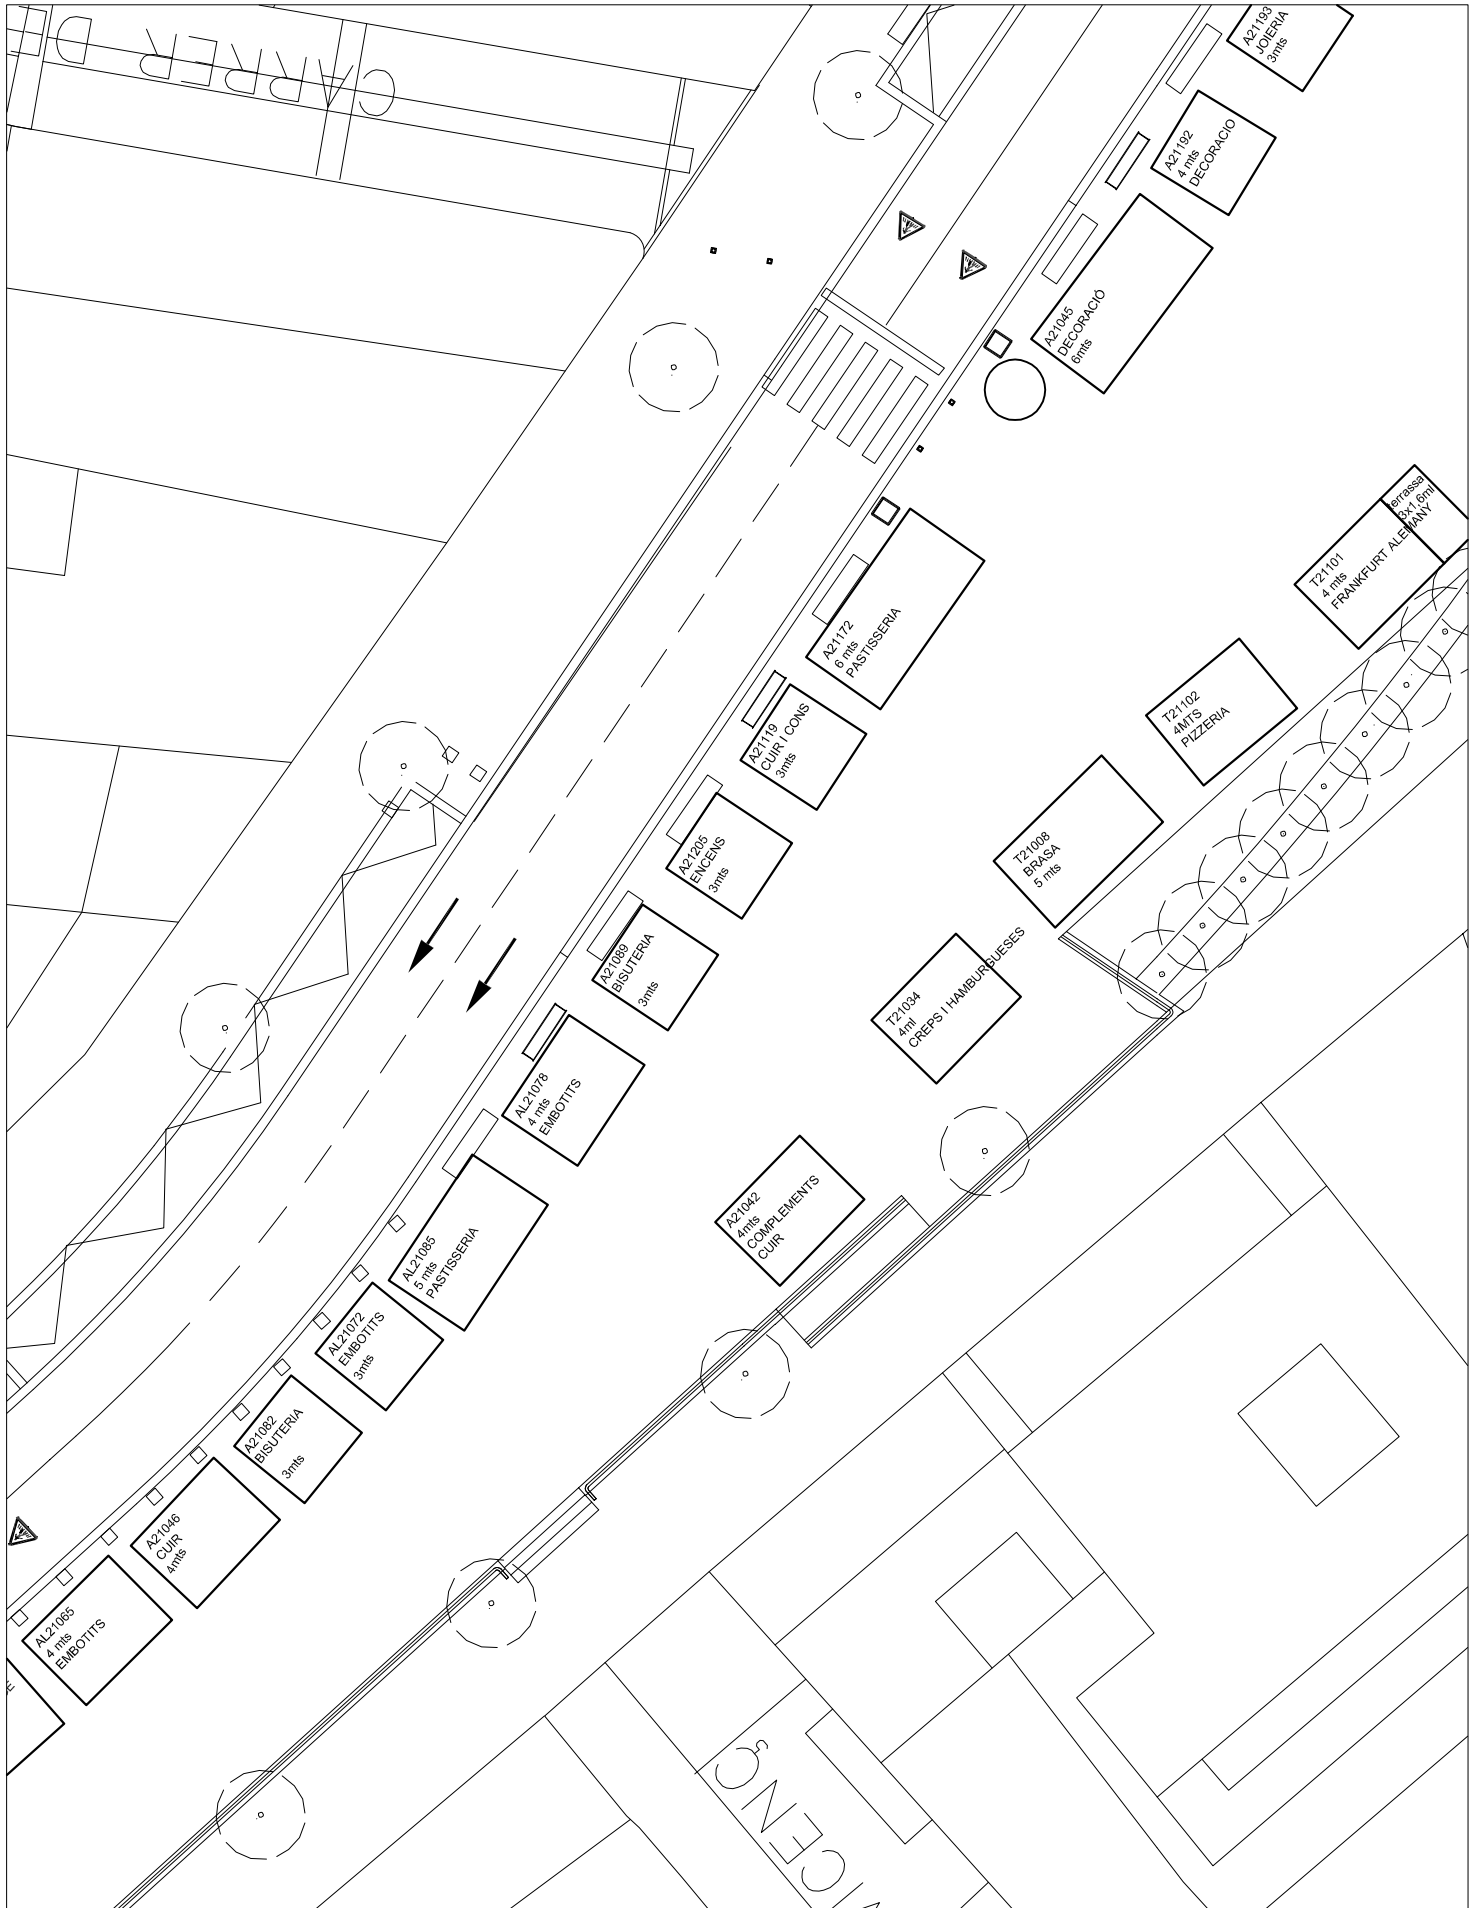 CARRER D
A21193
JOIERIA
3mts
A21192
4 mts
DECORACIO
A21045
DECORACIÓ
6mts
terrassa
3x1,6ml
T21101
4 mts
FRANKFURT ALEMANY
A21172
6 mts
PASTISSERIA
T21102
4MTS
PIZZERIA
A21119
CUIR I CONS
3mts
T21008
BRASA
5 mts
A21205
ENCENS
3mts
A21089
BISUTERIA
3mts
T21034
4ml
CREPS I HAMBURGUESES
AL21078
4 mts
EMBOTITS
A21042
4mts
COMPLEMENTS
CUIR
AL21085
5 mts
PASTISSERIA
AL21072
EMBOTITS
3mts
A21082
BISUTERIA
3mts
A21046
CUIR
4mts
AL21065
4 mts
EMBOTITS
VICENÇ